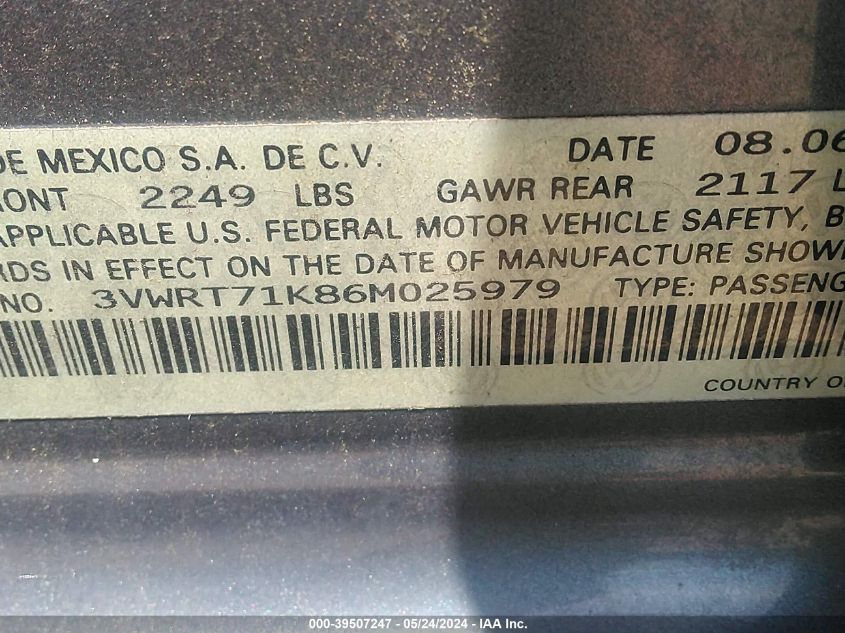 DE MEXICO S.A. DE C.V. DATE 08.06
RONT 2249 LBS GAWR REAR 2117 L
APPLICABLE U.S. FEDERAL MOTOR VEHICLE SAFETY, B
RDS IN EFFECT ON THE DATE OF MANUFACTURE SHOW
NO. 3VWRT71K86M025979 TYPE: PASSENG
COUNTRY O
000-39507247 - 05/24/2024 - IAA Inc.